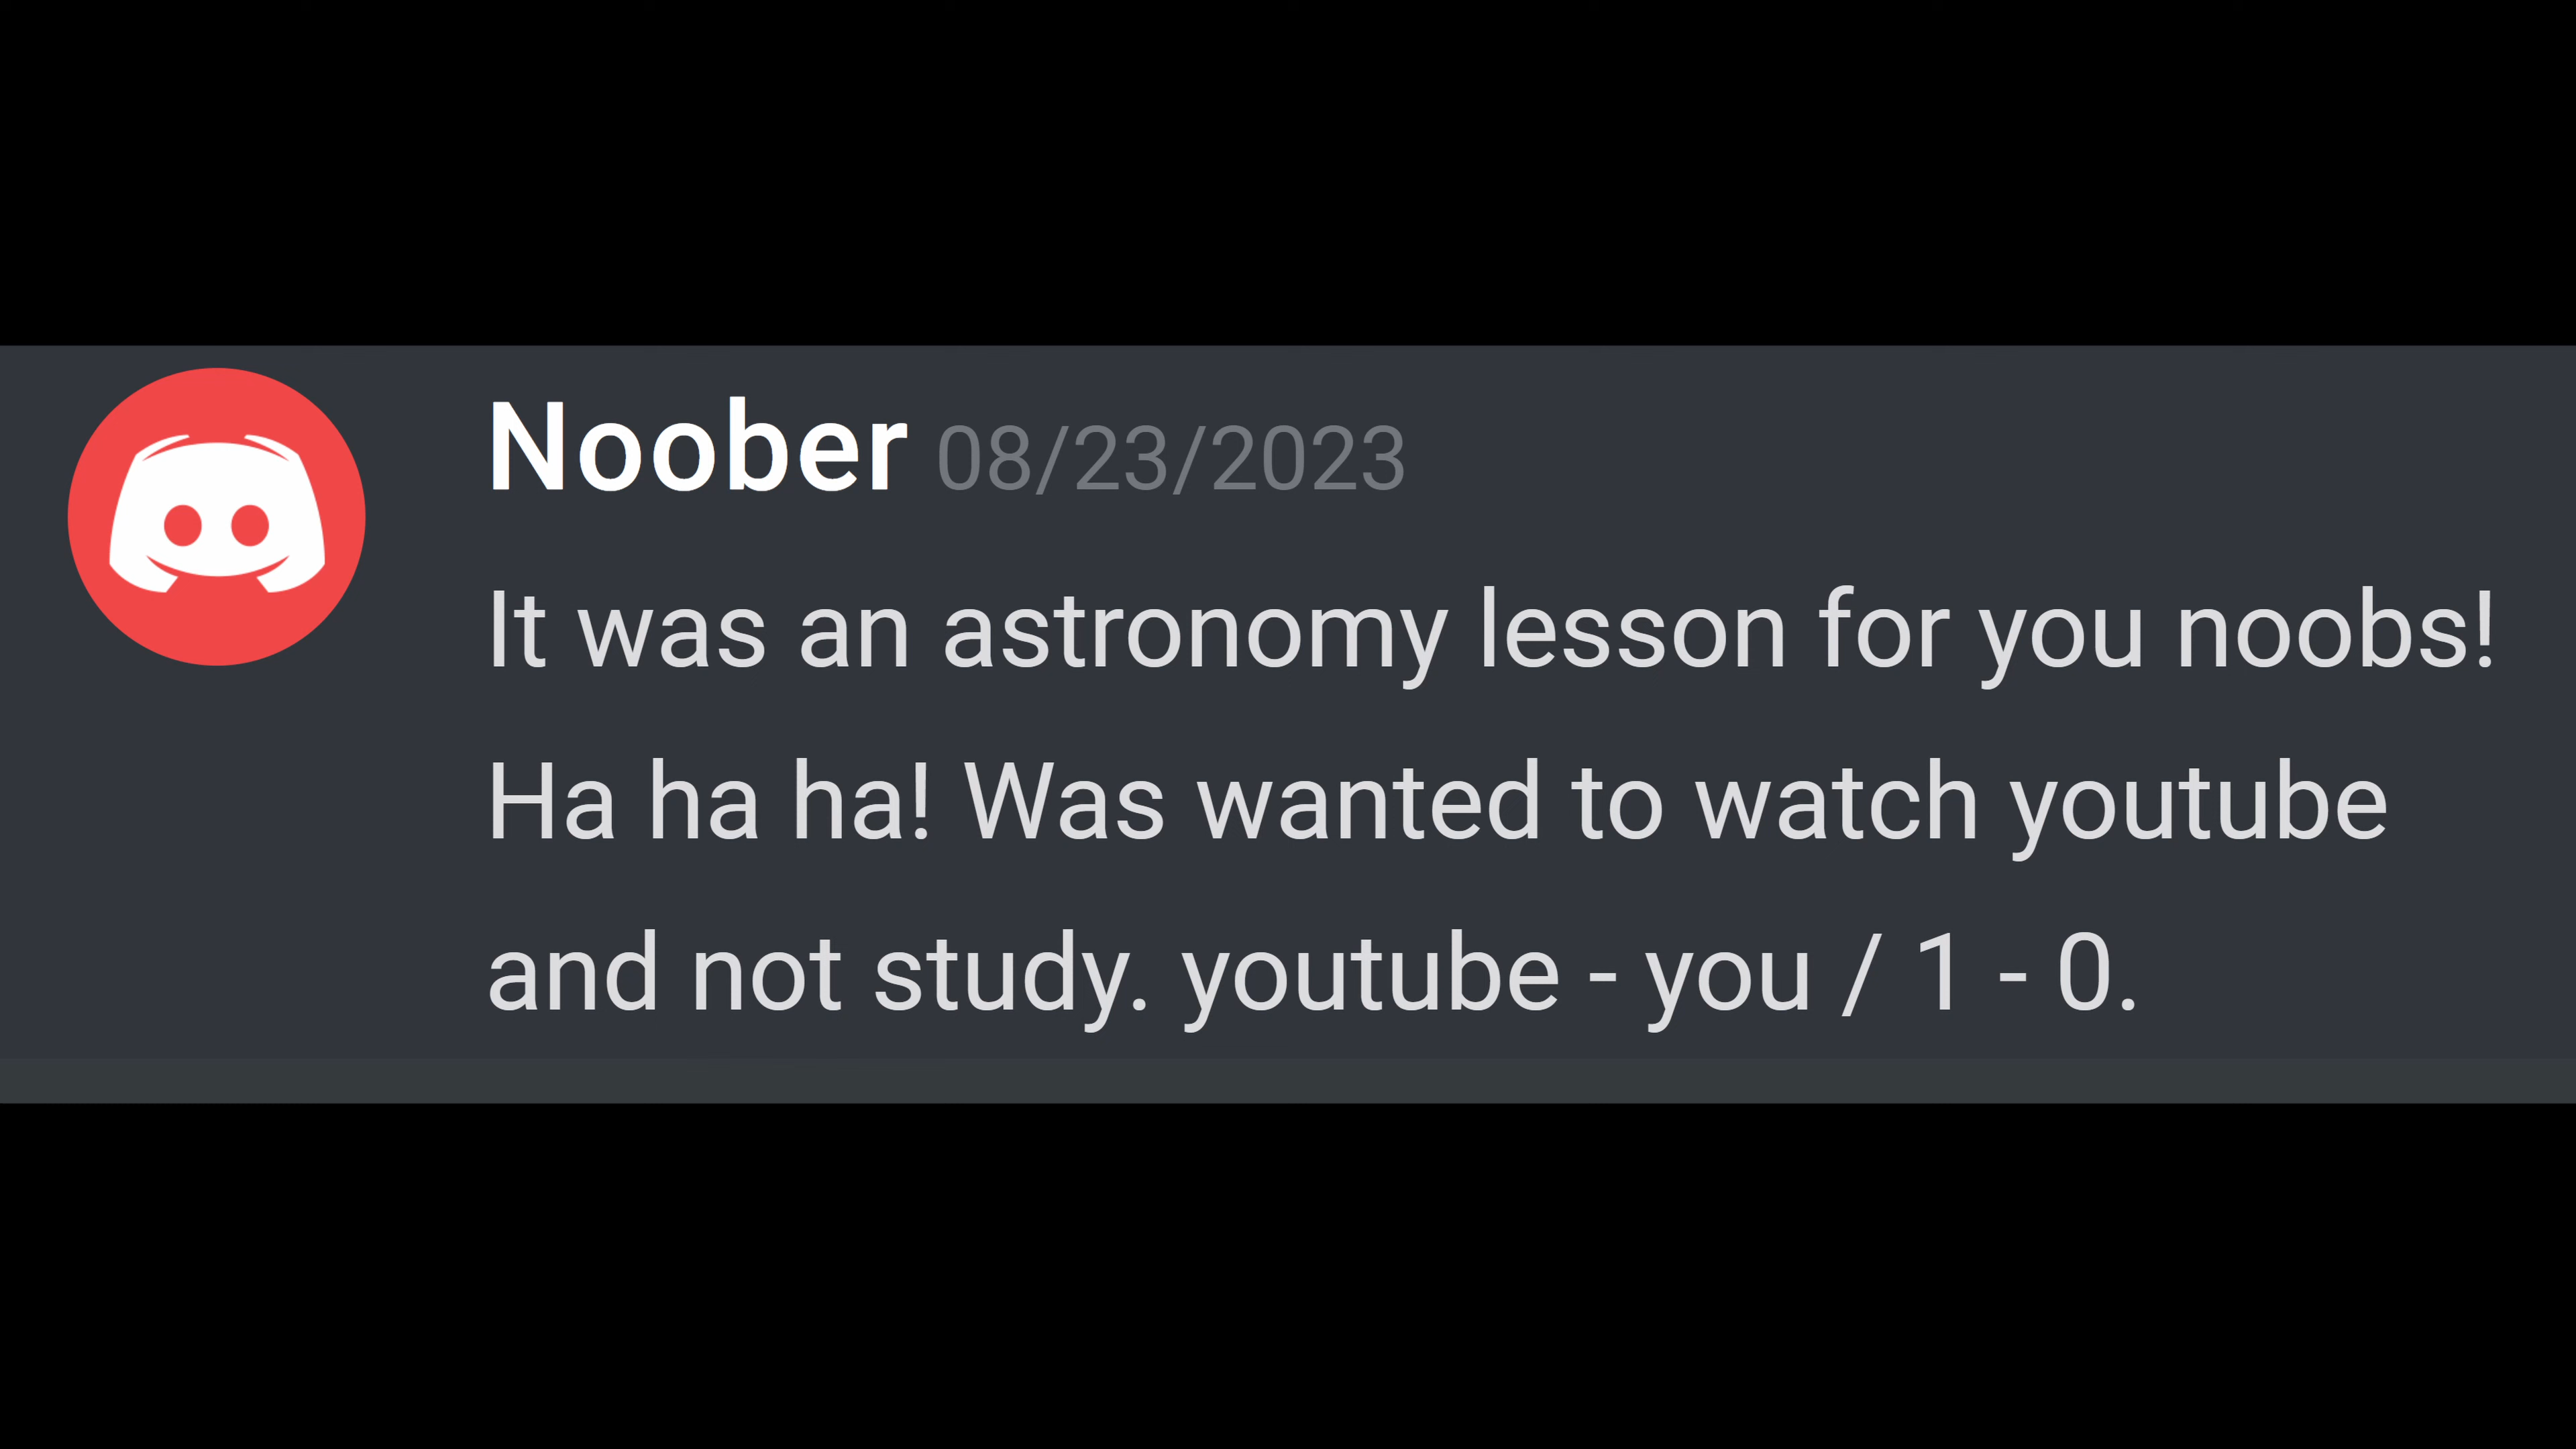 Noober 08/23/2023
It was an astronomy lesson for you noobs!
Ha ha ha! Was wanted to watch youtube
and not study. youtube - you / 1 - 0.